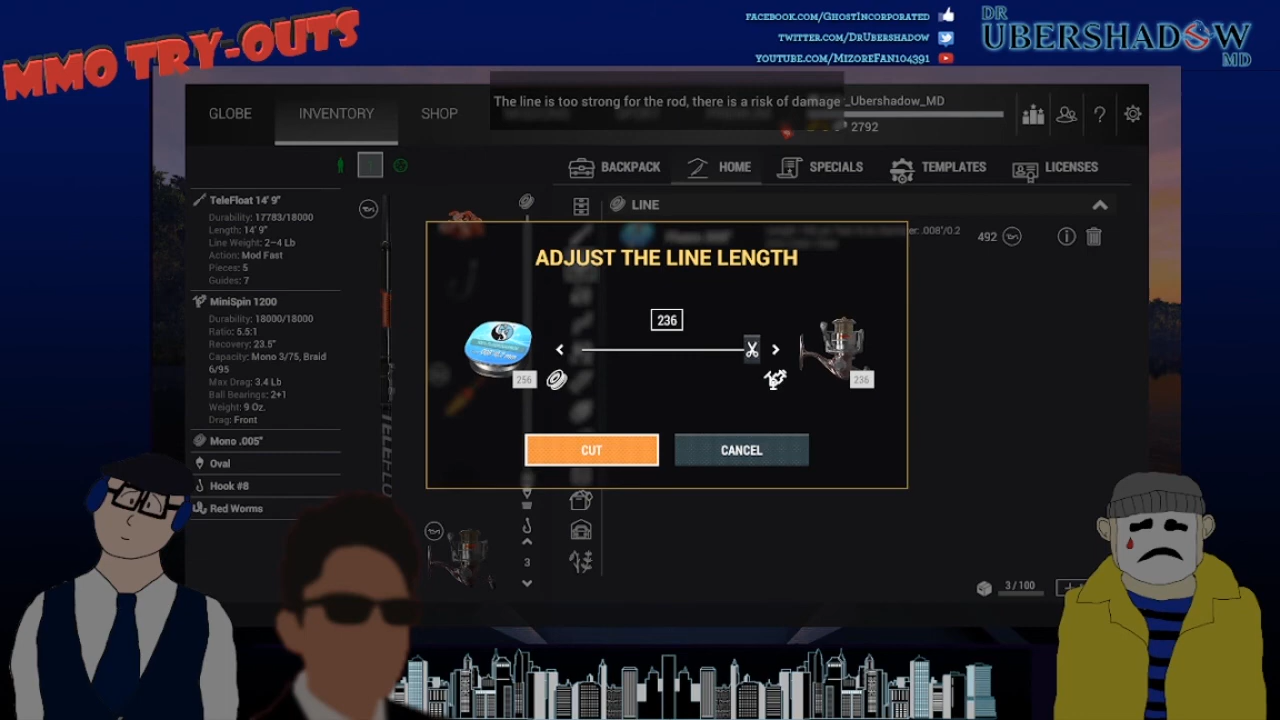 MMO TRY-OUTS
FACEBOOK.COM/GHOSTINCORPORATED
TWITTER.COM/DRUBERSHADOW
YOUTUBE.COM/MIZOREFAN104391
DR
UBERSHADOW
MD
GLOBE
INVENTORY
SHOP
The line is too strong for the rod, there is a risk of damage
_Ubershadow_MD
2792
?
BACKPACK
HOME
SPECIALS
TEMPLATES
LICENSES
TeleFloat 14' 9"
Durability: 17783/18000
Length: 14' 9"
Line Weight: 2–4 Lb
Action: Mod Fast
Pieces: 5
Guides: 7
MiniSpin 1200
Durability: 18000/18000
Ratio: 5.5:1
Recovery: 23.5"
Capacity: Mono 3/75, Braid
6/95
Max Drag: 3.4 Lb
Ball Bearings: 2+1
Weight: 9 Oz.
Drag: Front
Mono .005"
Oval
Hook #8
Red Worms
TELEFLO
LINE
.008"/0.2
492
ADJUST THE LINE LENGTH
236
256
236
CUT
CANCEL
3
3 / 100